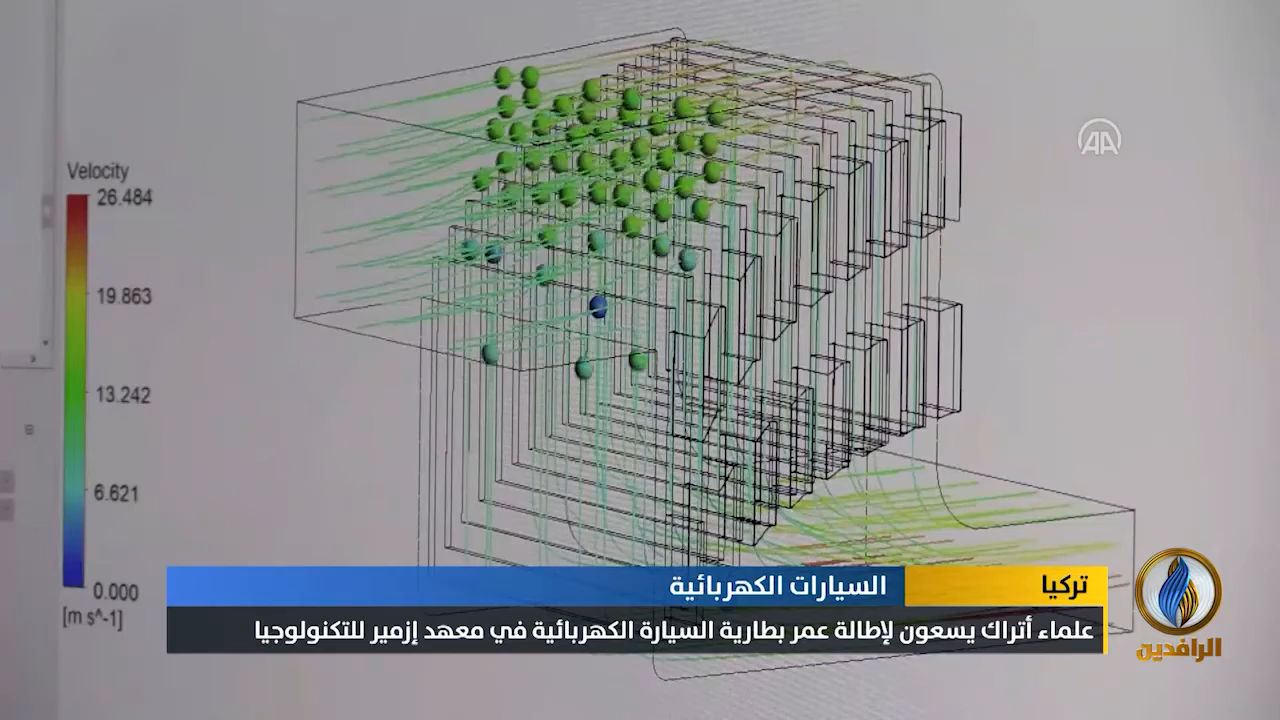 AA
Velocity
26.484
19.863
13.242
6.621
0.000
[m s^-1]
تركيا
السيارات الكهربائية
علماء أتراك يسعون لإطالة عمر بطارية السيارة الكهربائية في معهد إزمير للتكنولوجيا
الرافدين